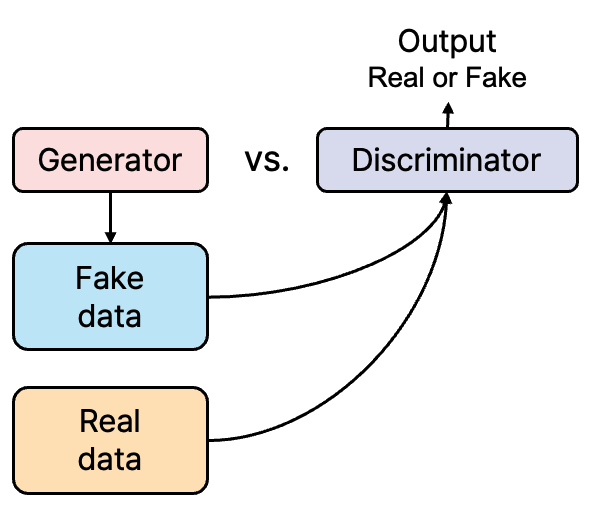 Output
Real or Fake
Generator
vs.
Discriminator
Fake
data
Real
data